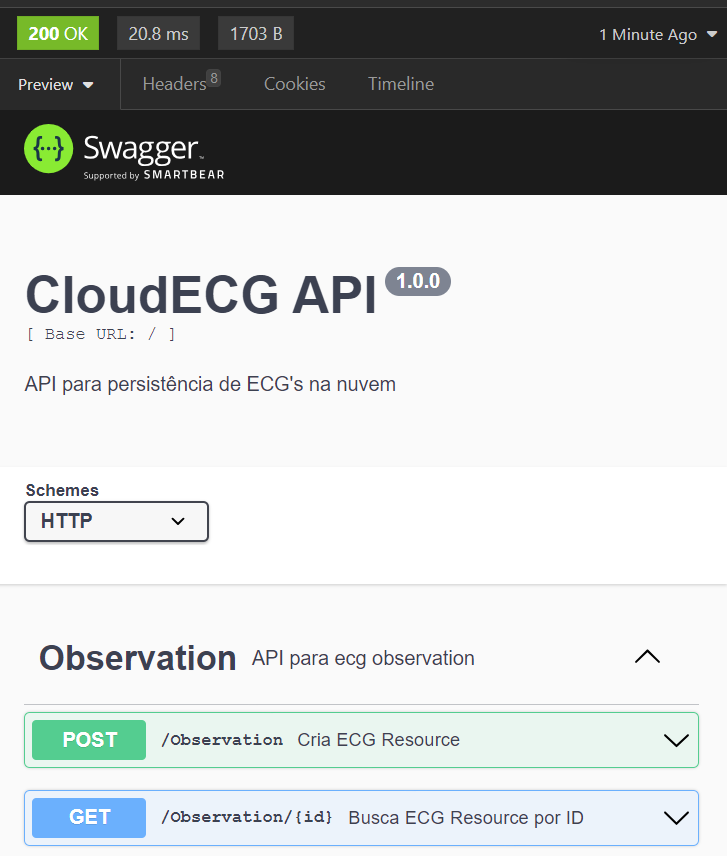 200 OK 20.8 ms 1703 B 1 Minute Ago
Preview Headers 8 Cookies Timeline
{···} Swagger™
Supported by SMARTBEAR
CloudECG API 1.0.0
[ Base URL: / ]
API para persistência de ECG's na nuvem
Schemes
HTTP
Observation API para ecg observation
POST /Observation Cria ECG Resource
GET /Observation/{id} Busca ECG Resource por ID